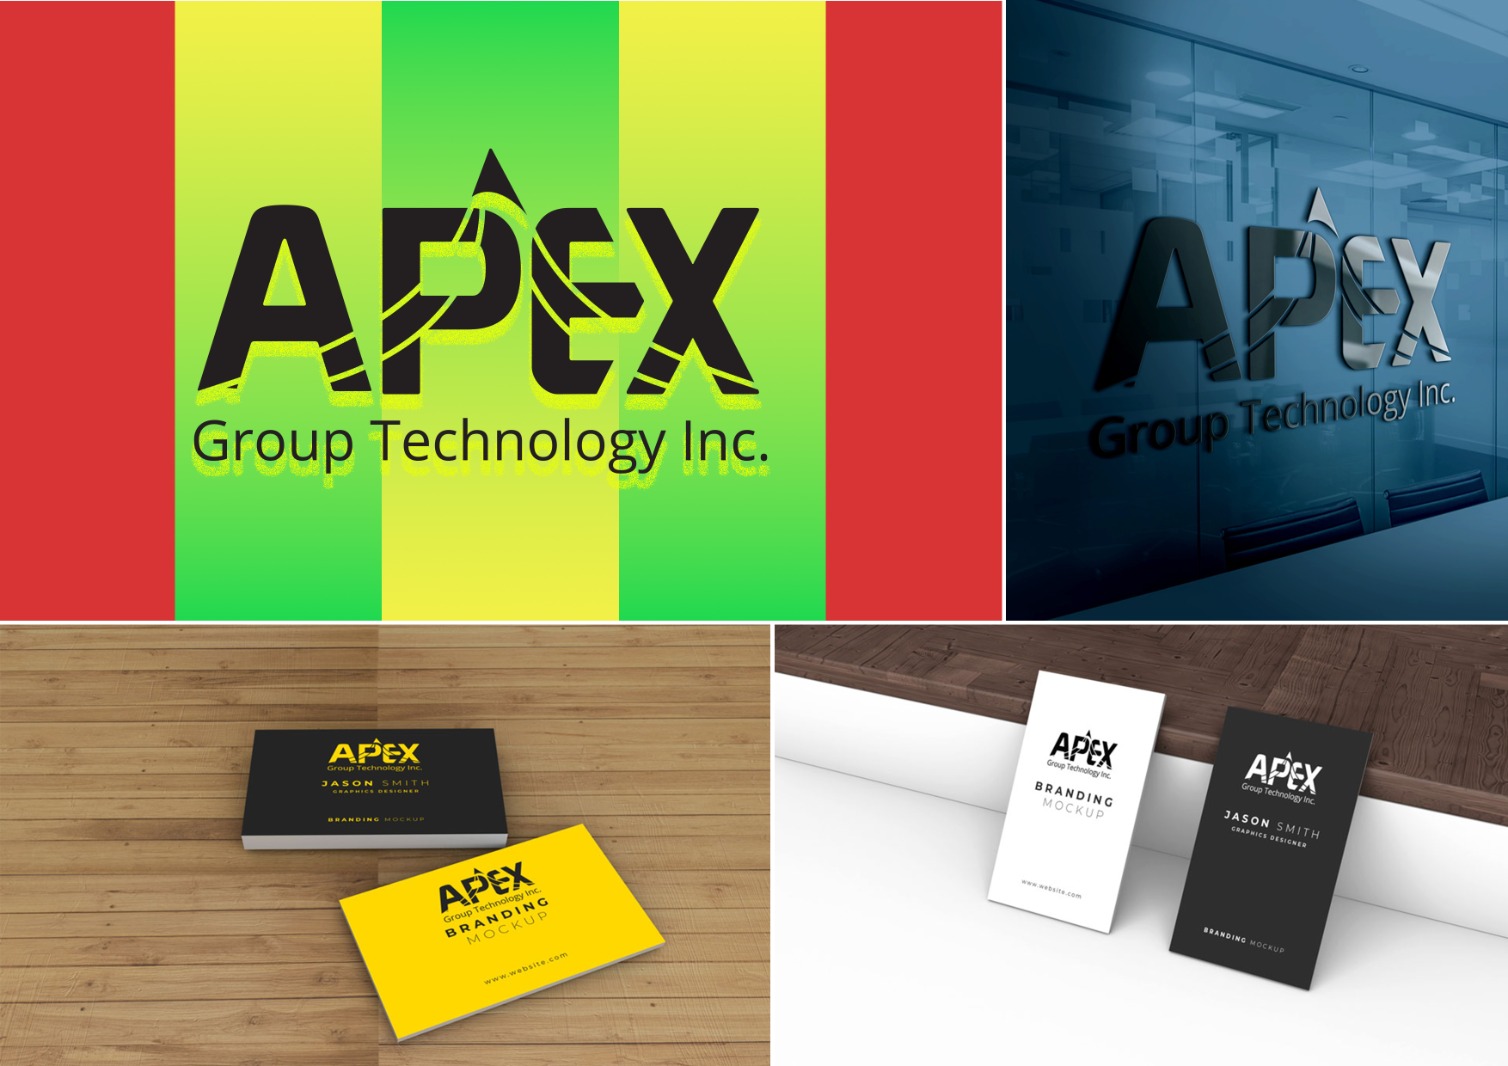 APEX
Group Technology Inc.
APEX
Group Technology Inc.
APEX
Group Technology Inc.
JASON SMITH
GRAPHICS DESIGNER
BRANDING MOCKUP
APEX
Group Technology Inc.
BRANDING
MOCKUP
www.website.com
APEX
Group Technology Inc.
BRANDING
MOCKUP
www.website.com
APEX
Group Technology Inc.
JASON SMITH
GRAPHICS DESIGNER
BRANDING MOCKUP